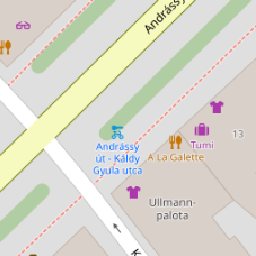 Andrássy
13
Tumi
A La Galette
Andrássy
út - Káldy
Gyula utca
Ullmann-
palota